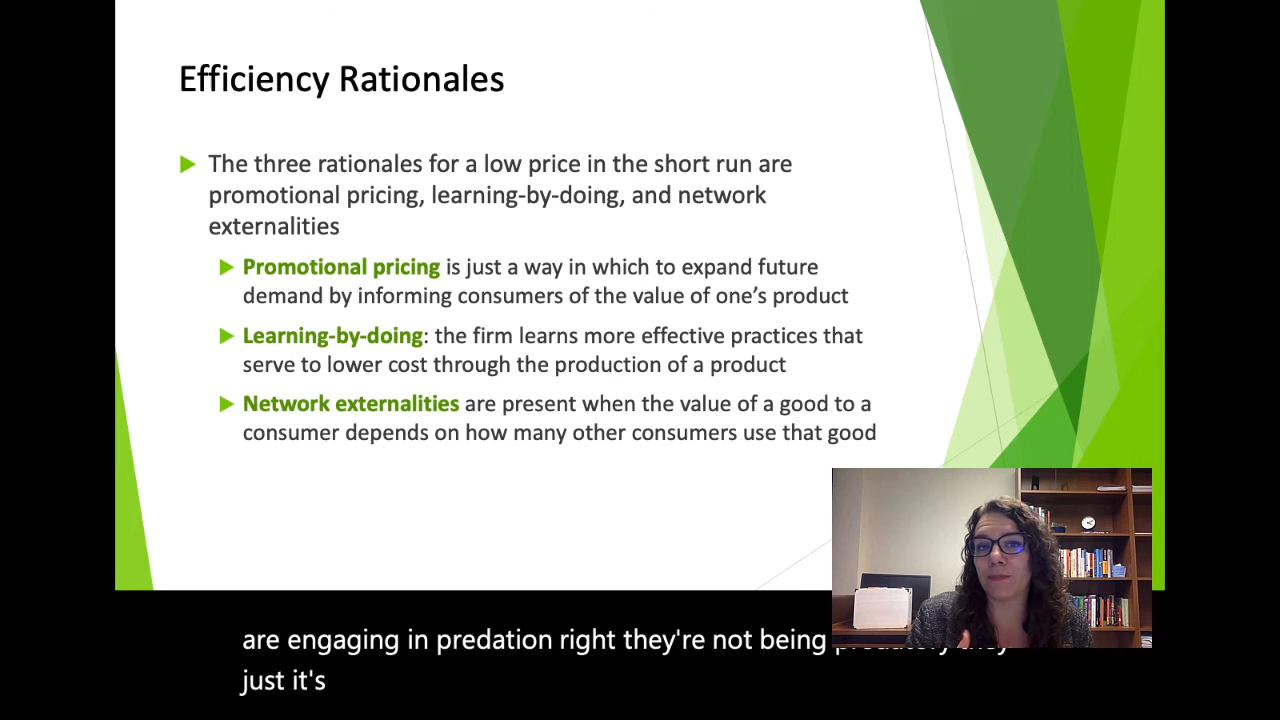 Efficiency Rationales
The three rationales for a low price in the short run are
promotional pricing, learning-by-doing, and network
externalities
Promotional pricing is just a way in which to expand future
demand by informing consumers of the value of one’s product
Learning-by-doing: the firm learns more effective practices that
serve to lower cost through the production of a product
Network externalities are present when the value of a good to a
consumer depends on how many other consumers use that good
are engaging in predation right they're not being
just it's